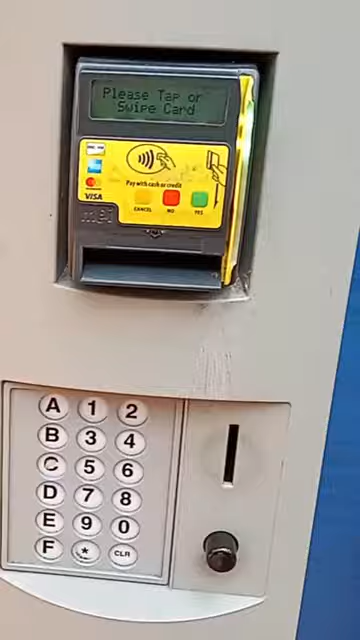 Please Tap or
Swipe Card
Pay with cash or credit
VISA
CANCEL
NO
YES
mei
A 1 2
B 3 4
C 5 6
D 7 8
E 9 0
F * CLR